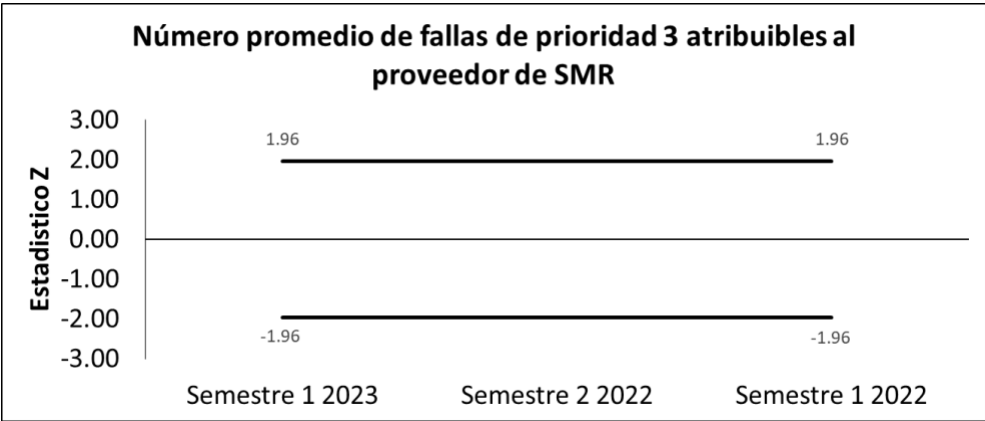 Número promedio de fallas de prioridad 3 atribuibles al
proveedor de SMR
Estadistico Z
3.00
2.00
1.00
0.00
-1.00
-2.00
-3.00
1.96
1.96
-1.96
-1.96
Semestre 1 2023
Semestre 2 2022
Semestre 1 2022